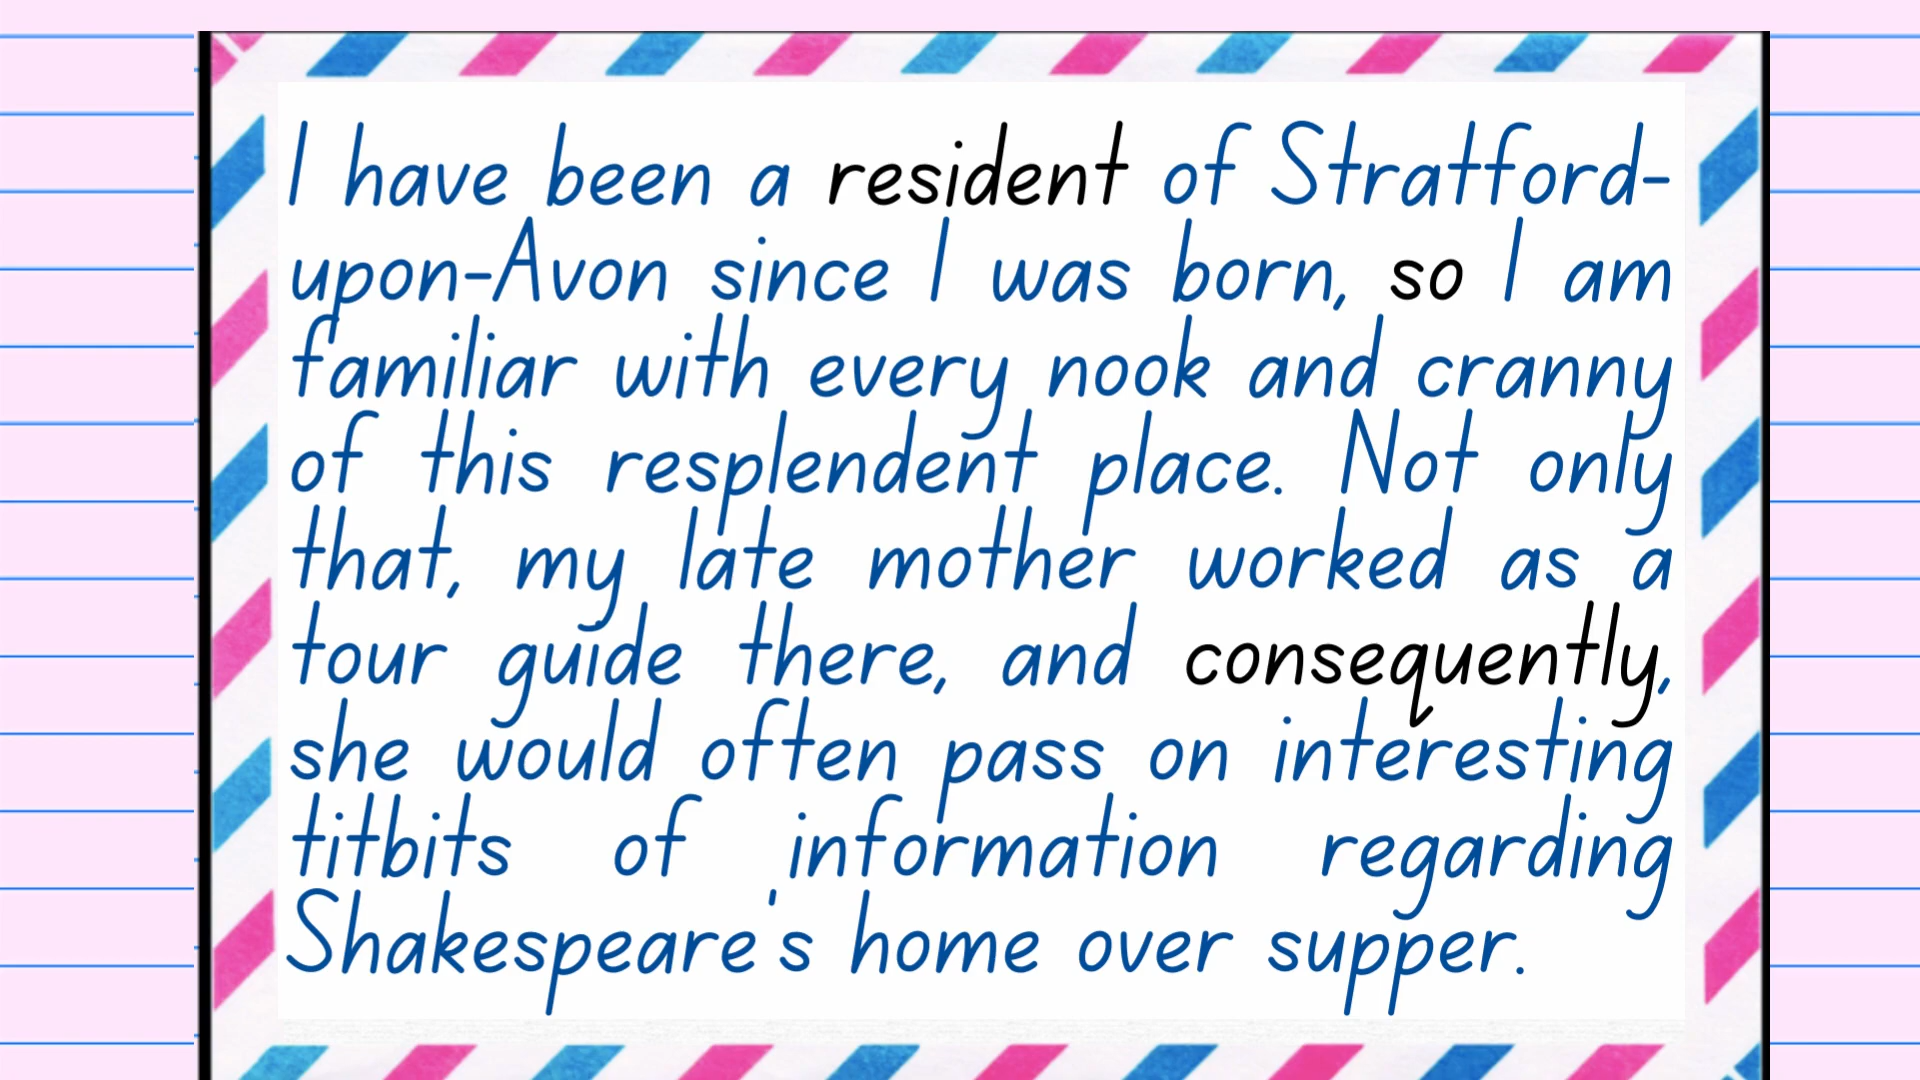 I have been a resident of Stratford-
upon-Avon since I was born, so I am
familiar with every nook and cranny
of this resplendent place. Not only
that, my late mother worked as a
tour guide there, and consequently,
she would often pass on interesting
titbits of information regarding
Shakespeare's home over supper.